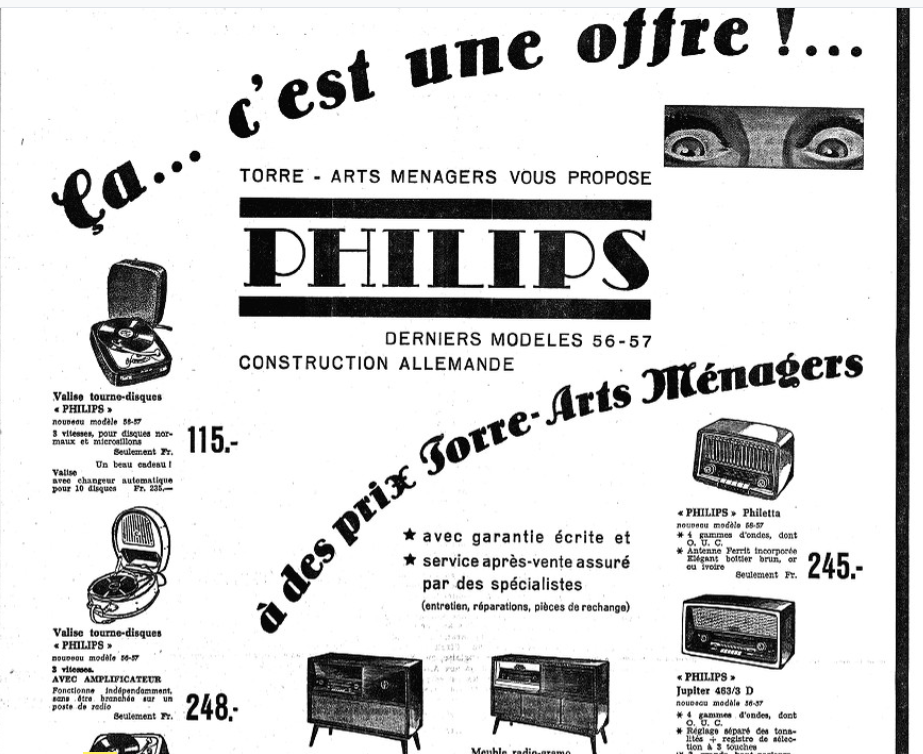 Ça... c'est une offre !...
TORRE - ARTS MENAGERS VOUS PROPOSE
PHILIPS
DERNIERS MODELES 56-57
CONSTRUCTION ALLEMANDE
à des prix Torre-Arts Ménagers
Valise tourne-disques
« PHILIPS »
nouveau modèle 56-57
3 vitesses, pour disques nor-
maux et microsillons
Seulement Fr.
115.-
Un beau cadeau !
Valise
avec changeur automatique
pour 10 disques Fr. 235.—
Valise tourne-disques
« PHILIPS »
nouveau modèle 56-57
3 vitesses.
AVEC AMPLIFICATEUR
Fonctionne indépendamment,
sans être branchée sur un
poste de radio
Seulement Fr.
248.-
★ avec garantie écrite et
★ service après-vente assuré
par des spécialistes
(entretien, réparations, pièces de rechange)
« PHILIPS » Philetta
nouveau modèle 56-57
* 4 gammes d'ondes, dont
O. U. C.
* Antenne Ferrit incorporée
Elégant boîtier brun, or
ou ivoire
Seulement Fr.
245.-
« PHILIPS »
Jupiter 463/3 D
nouveau modèle 56-57
* 4 gammes d'ondes, dont
O. U. C.
* Réglage séparé des tona-
lités + registre de sélec-
tion à 3 touches
Meuble radio-gramo